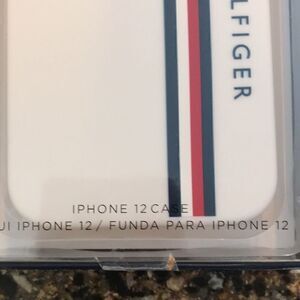 LFIGER
IPHONE 12 CASE
UI IPHONE 12 / FUNDA PARA IPHONE 12